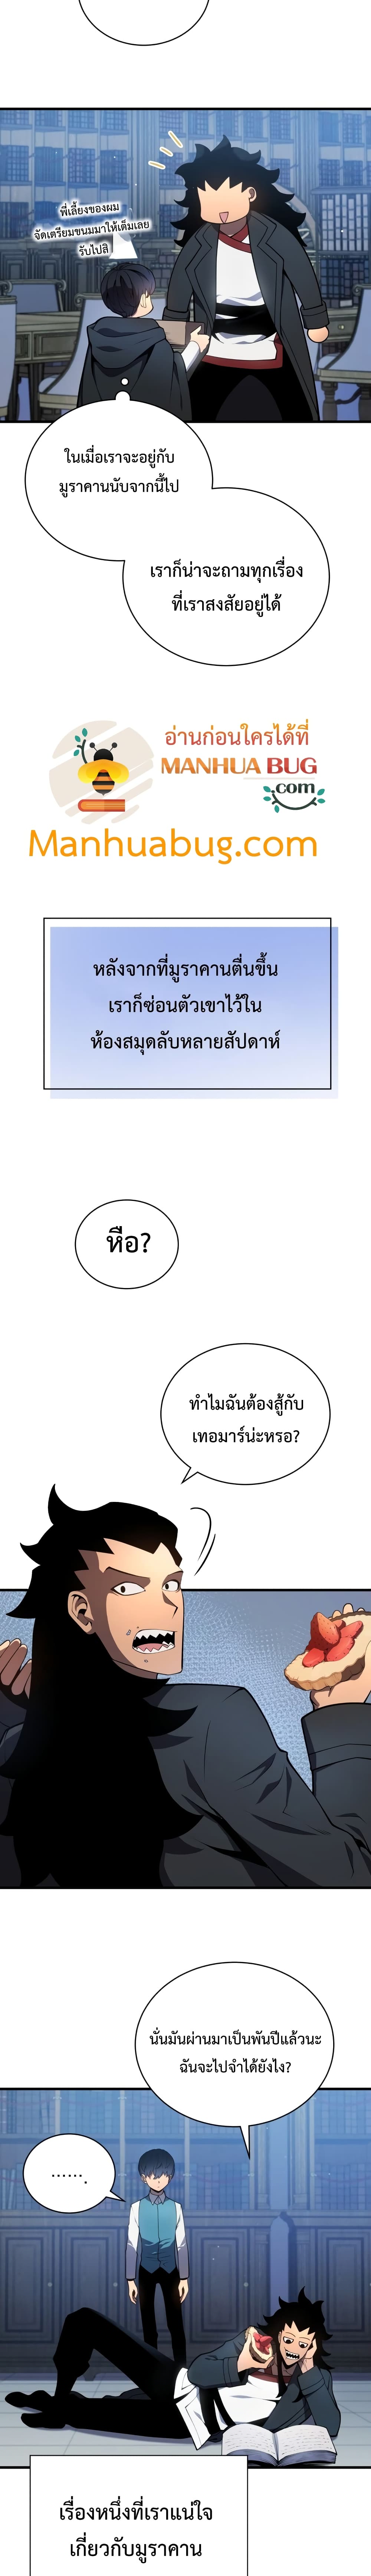 พี่เลี้ยงของผม
จัดเตรียมขนมมาให้เต็มเลย
รับไปสิ
ในเมื่อเราจะอยู่กับ
มูราคานนับจากนี้ไป
เราก็น่าจะถามทุกเรื่อง
ที่เราสงสัยอยู่ได้
อ่านก่อนใครได้ที่
MANHUA BUG
.com
Manhuabug.com
หลังจากที่มูราคานตื่นขึ้น
เราก็ซ่อนตัวเขาไว้ใน
ห้องสมุดลับหลายสัปดาห์
หือ?
ทำไมฉันต้องสู้กับ
เทอมาร์น่ะหรอ?
นั่นมันผ่านมาเป็นพันปีแล้วนะ
ฉันจะไปจำได้ยังไง?
.......
เรื่องหนึ่งที่เราแน่ใจ
เกี่ยวกับมูราคาน